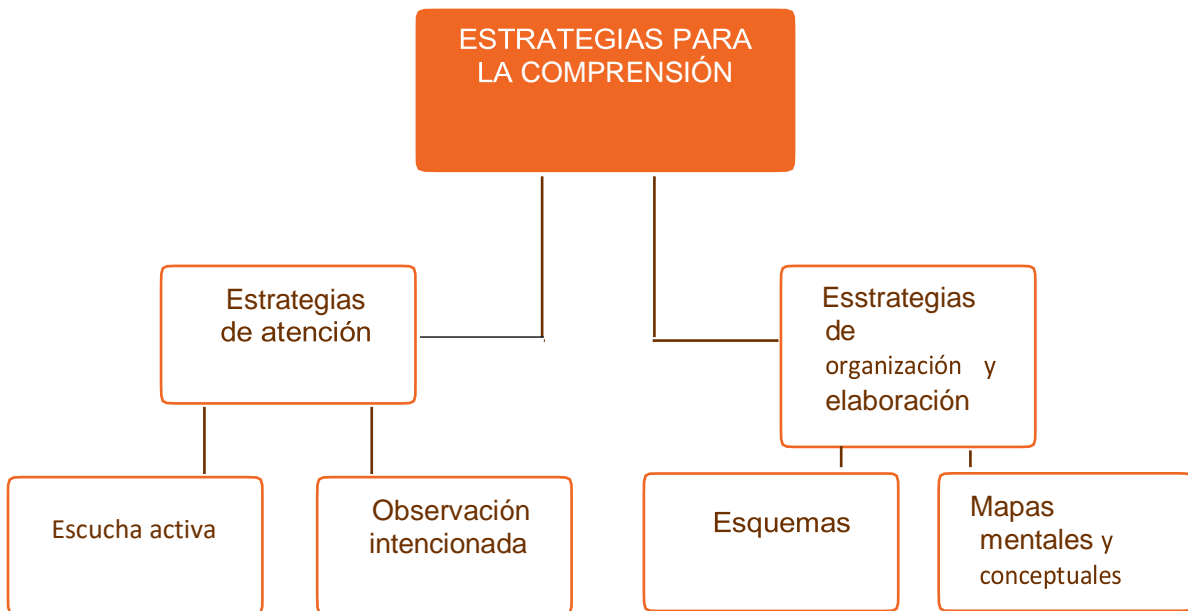 ESTRATEGIAS PARA
LA COMPRENSIÓN
Estrategias
de atención
Esstrategias
de
organización y
elaboración
Escucha activa
Observación
intencionada
Esquemas
Mapas
mentales y
conceptuales